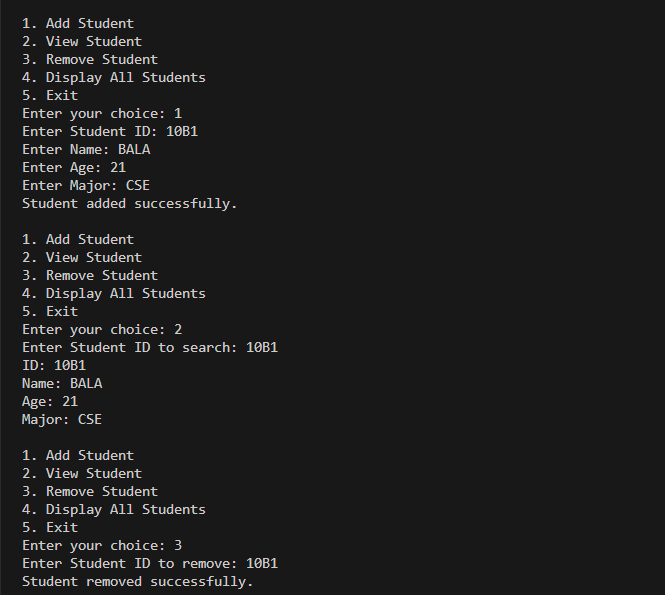 1. Add Student
2. View Student
3. Remove Student
4. Display All Students
5. Exit
Enter your choice: 1
Enter Student ID: 10B1
Enter Name: BALA
Enter Age: 21
Enter Major: CSE
Student added successfully.
1. Add Student
2. View Student
3. Remove Student
4. Display All Students
5. Exit
Enter your choice: 2
Enter Student ID to search: 10B1
ID: 10B1
Name: BALA
Age: 21
Major: CSE
1. Add Student
2. View Student
3. Remove Student
4. Display All Students
5. Exit
Enter your choice: 3
Enter Student ID to remove: 10B1
Student removed successfully.